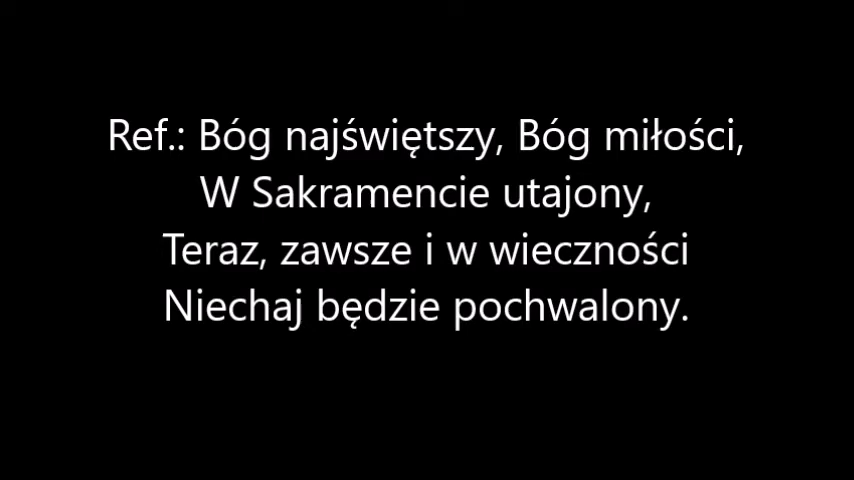 Ref.: Bóg najświętszy, Bóg miłości,
W Sakramencie utajony,
Teraz, zawsze i w wieczności
Niechaj będzie pochwalony.